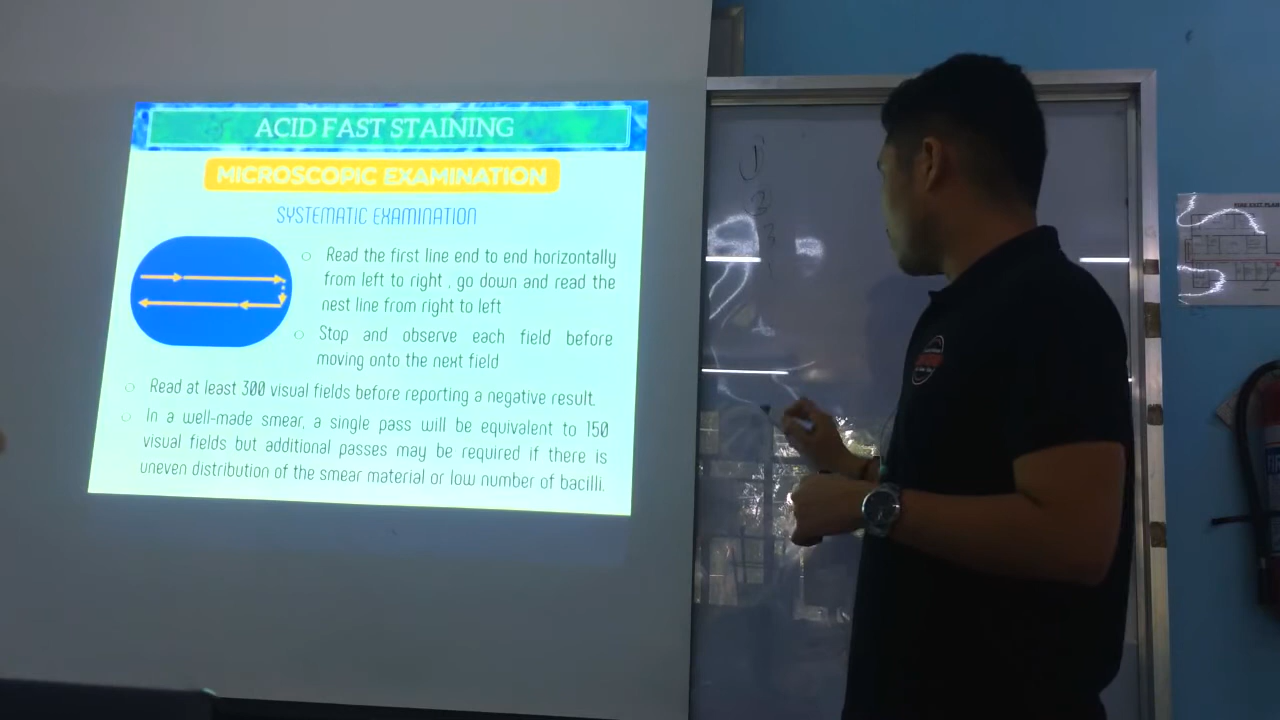 ACID FAST STAINING
MICROSCOPIC EXAMINATION
SYSTEMATIC EXAMINATION
Read the first line end to end horizontally
from left to right , go down and read the
nest line from right to left
Stop and observe each field before
moving onto the next field
Read at least 300 visual fields before reporting a negative result.
In a well-made smear, a single pass will be equivalent to 150
visual fields but additional passes may be required if there is
uneven distribution of the smear material or low number of bacilli.
1
2
3